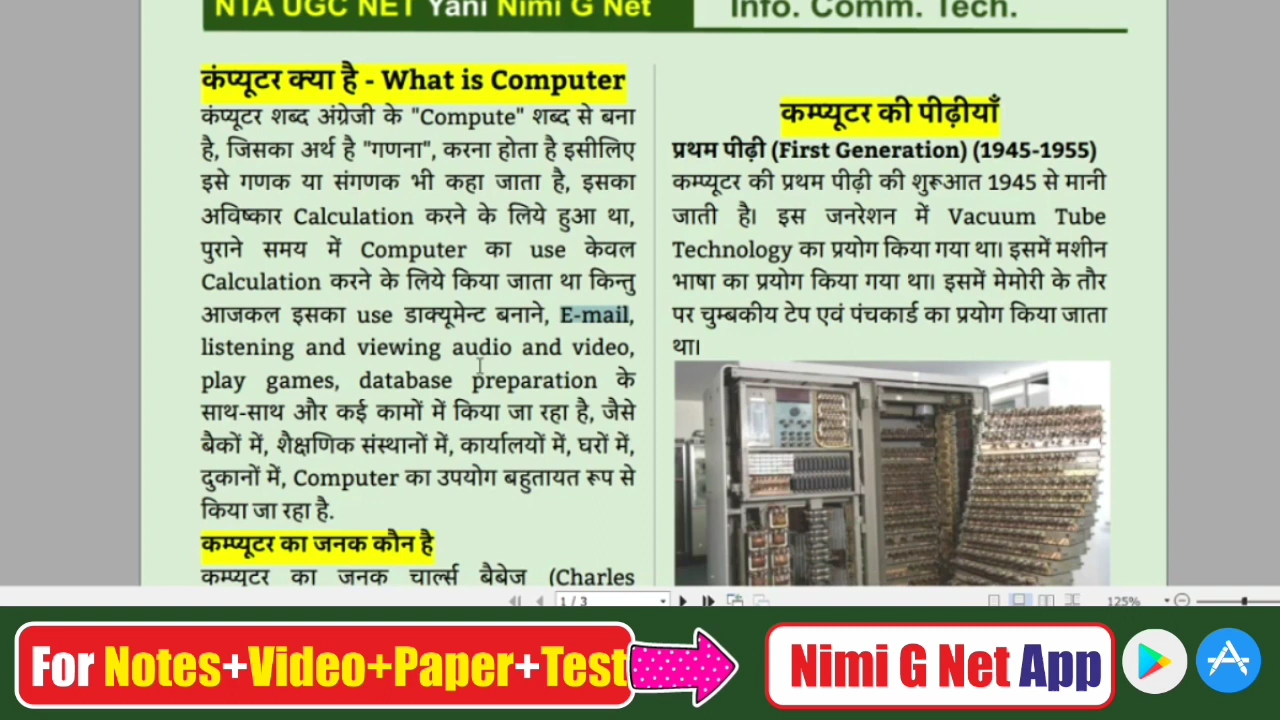 NTA UGC NET Yani Nimi G Net
Info. Comm. Tech.
कंप्यूटर क्या है - What is Computer
कंप्यूटर शब्द अंग्रेजी के "Compute" शब्द से बना
है, जिसका अर्थ है "गणना", करना होता है इसीलिए
इसे गणक या संगणक भी कहा जाता है, इसका
अविष्कार Calculation करने के लिये हुआ था,
पुराने समय में Computer का use केवल
Calculation करने के लिये किया जाता था किन्तु
आजकल इसका use डाक्यूमेन्ट बनाने, E-mail,
listening and viewing audio and video,
play games, database preparation के
साथ-साथ और कई कामों में किया जा रहा है, जैसे
बैकों में, शैक्षणिक संस्थानों में, कार्यालयों में, घरों में,
दुकानों में, Computer का उपयोग बहुतायत रूप से
किया जा रहा है.
कम्प्यूटर का जनक कौन है
कम्प्यूटर का जनक चार्ल्स बैबेज (Charles
कम्प्यूटर की पीढ़ीयाँ
प्रथम पीढ़ी (First Generation) (1945-1955)
कम्प्यूटर की प्रथम पीढ़ी की शुरूआत 1945 से मानी
जाती है। इस जनरेशन में Vacuum Tube
Technology का प्रयोग किया गया था। इसमें मशीन
भाषा का प्रयोग किया गया था। इसमें मेमोरी के तौर
पर चुम्बकीय टेप एवं पंचकार्ड का प्रयोग किया जाता
था।
1 / 3
125%
For Notes+Video+Paper+Test
Nimi G Net App